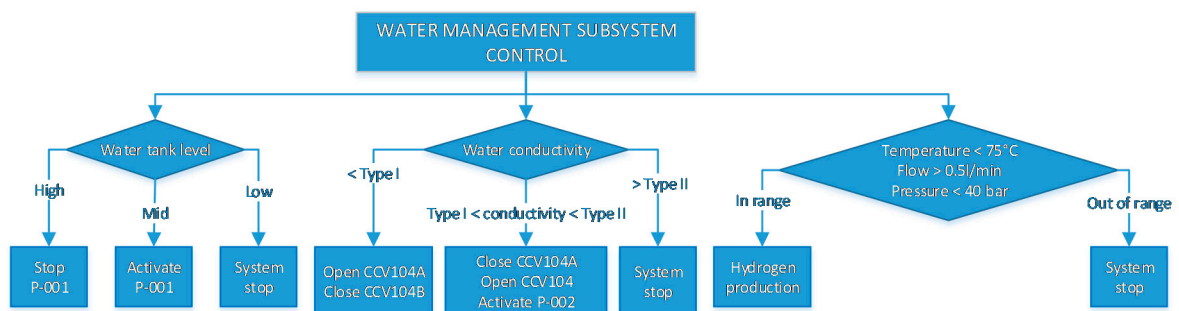 WATER MANAGEMENT SUBSYSTEM
CONTROL
Water tank level
Water conductivity
Temperature < 75°C
Flow > 0.5l/min
Pressure < 40 bar
High
Mid
Low
< Type I
Type I < conductivity < Type II
> Type II
In range
Out of range
Stop
P-001
Activate
P-001
System
stop
Open CCV104A
Close CCV104B
Close CCV104A
Open CCV104
Activate P-002
System
stop
Hydrogen
production
System
stop